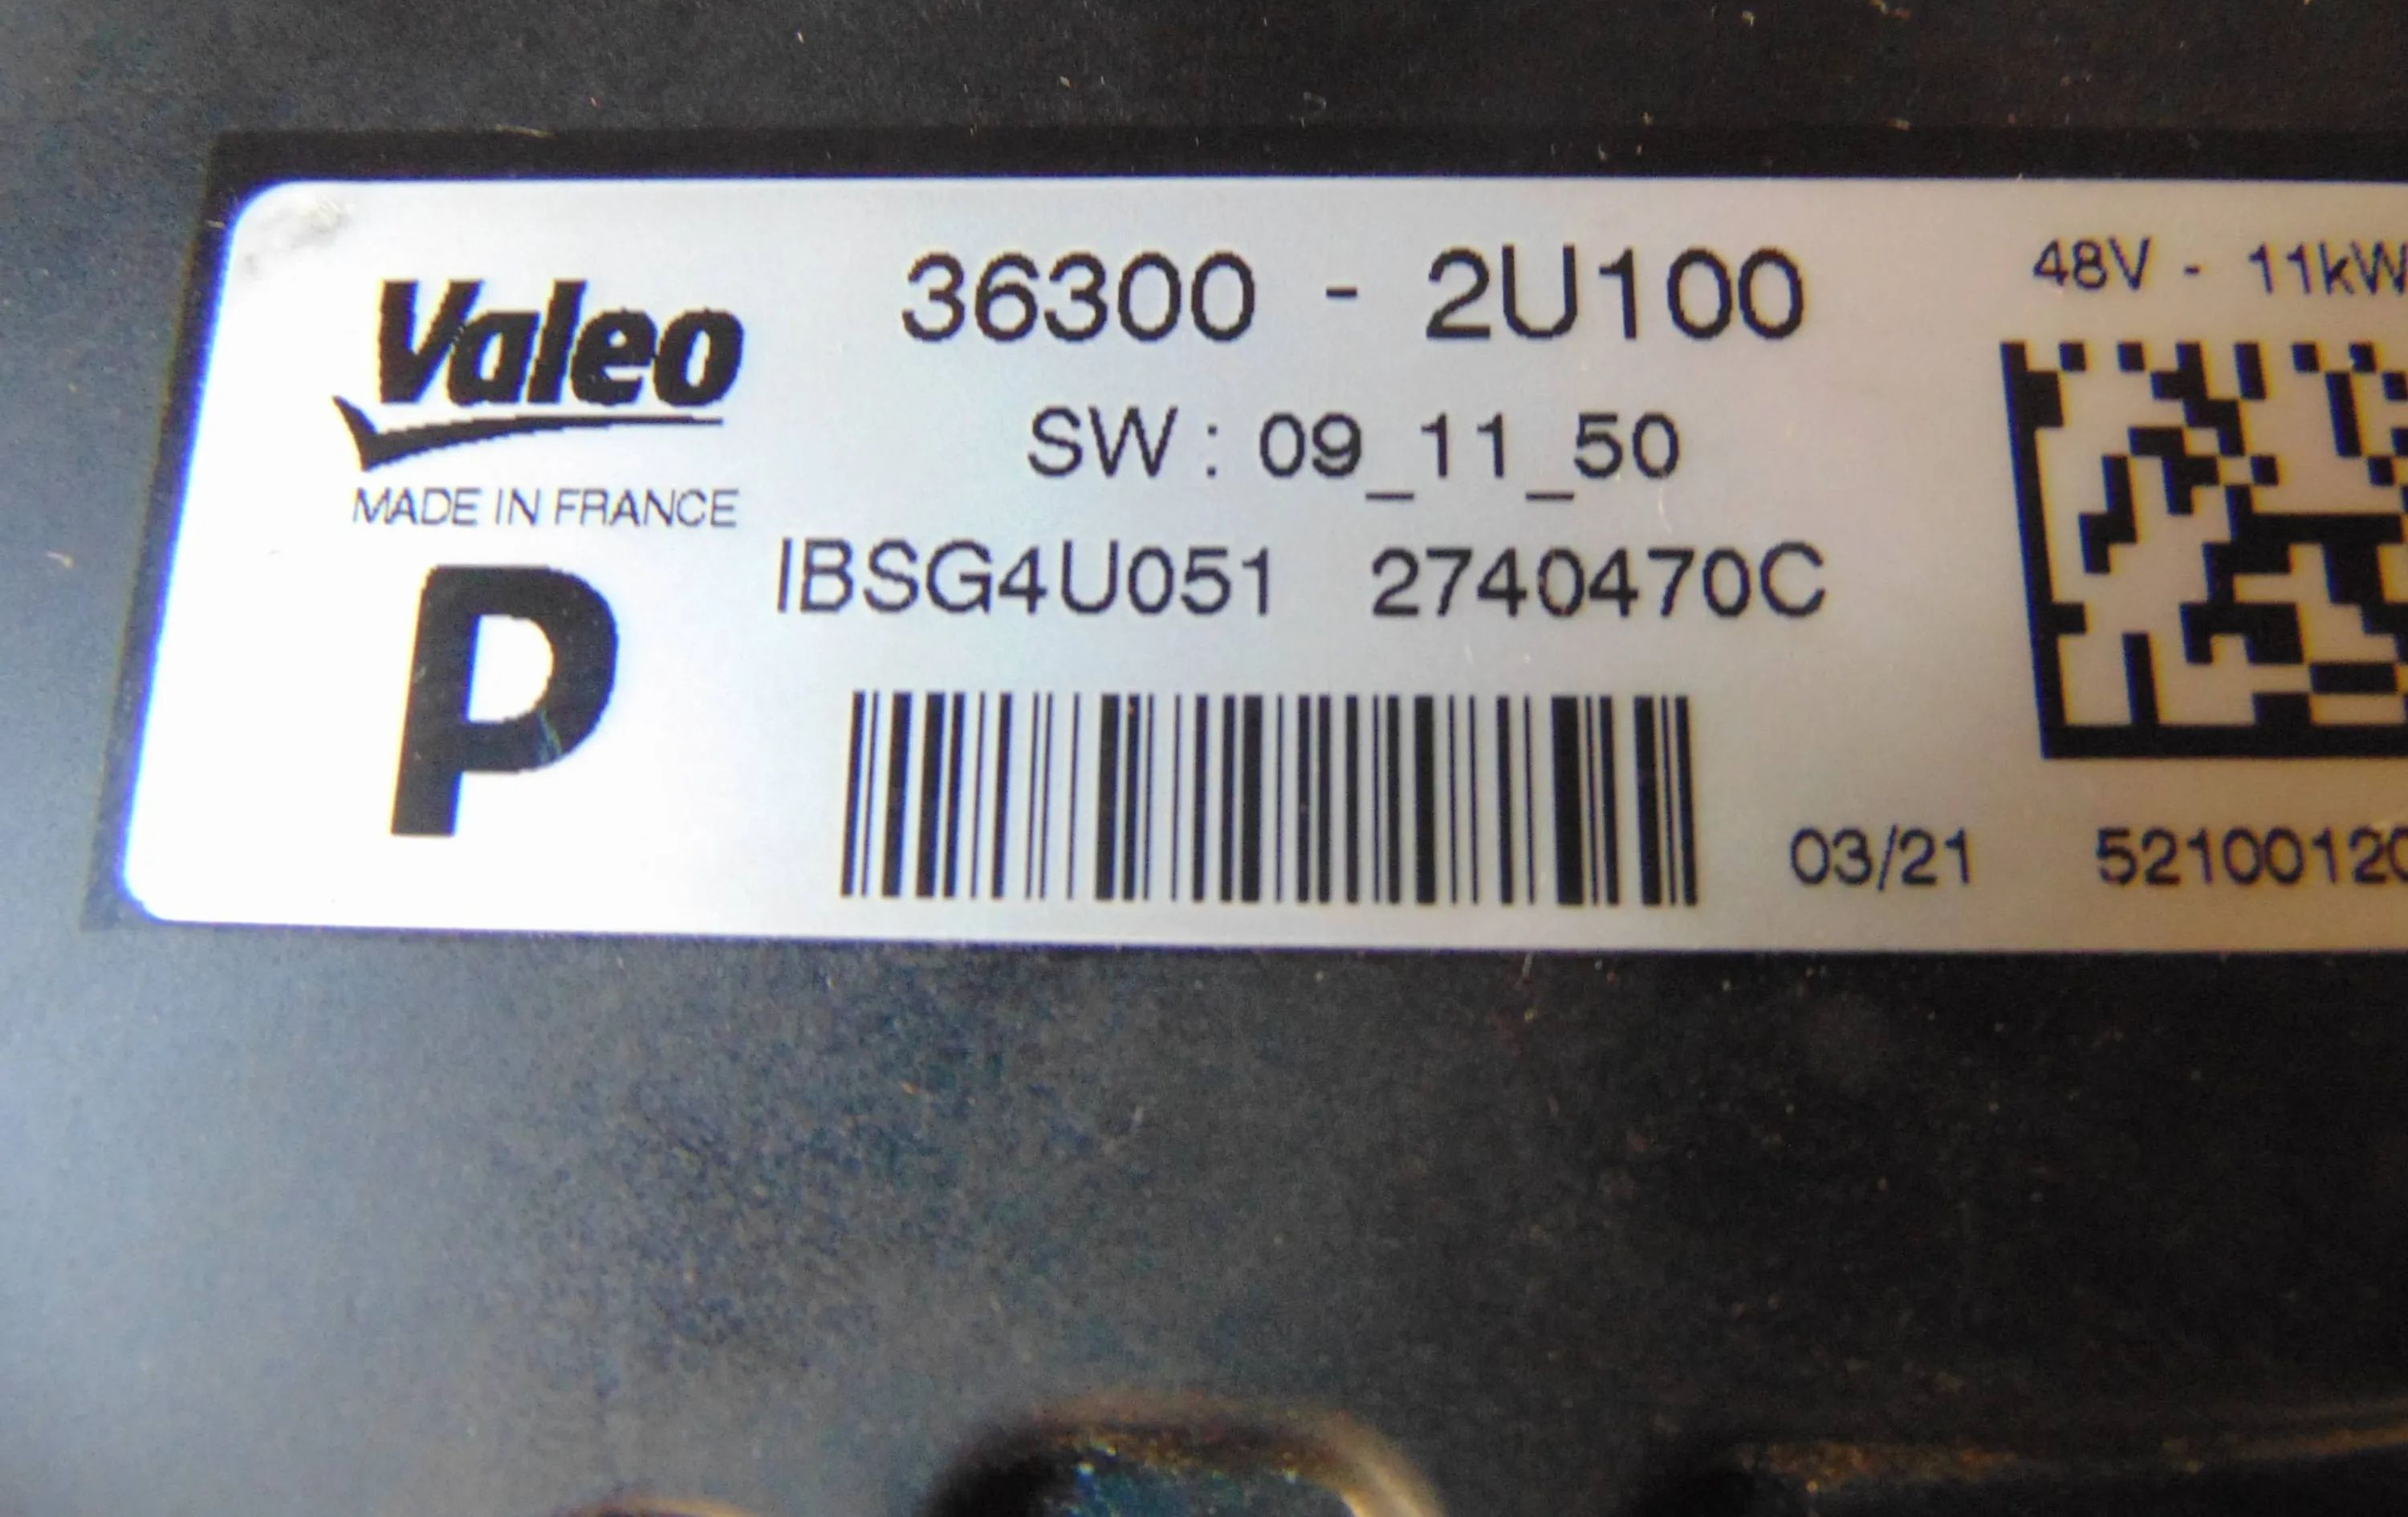 Valeo
MADE IN FRANCE
P
36300 - 2U100
SW : 09_11_50
IBSG4U051 2740470C
48V - 11kW
03/21 5210012